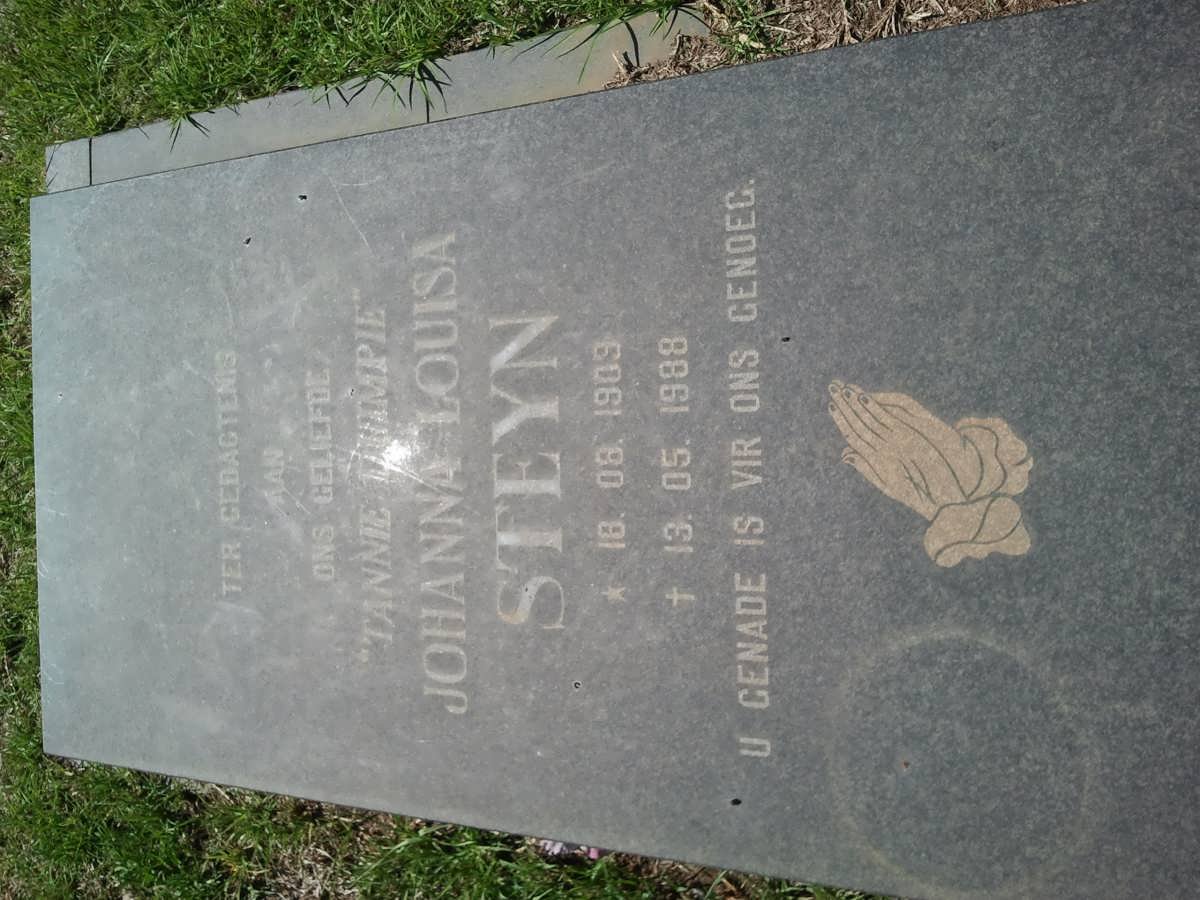 TER GEDAGTENIS
AAN
ONS GELIEFDE
"TANNIE
JOHANNA LOUISA
STEYN
★ 18. 08. 1909
✝ 13. 05. 1988
U GENADE IS VIR ONS GENOEG.